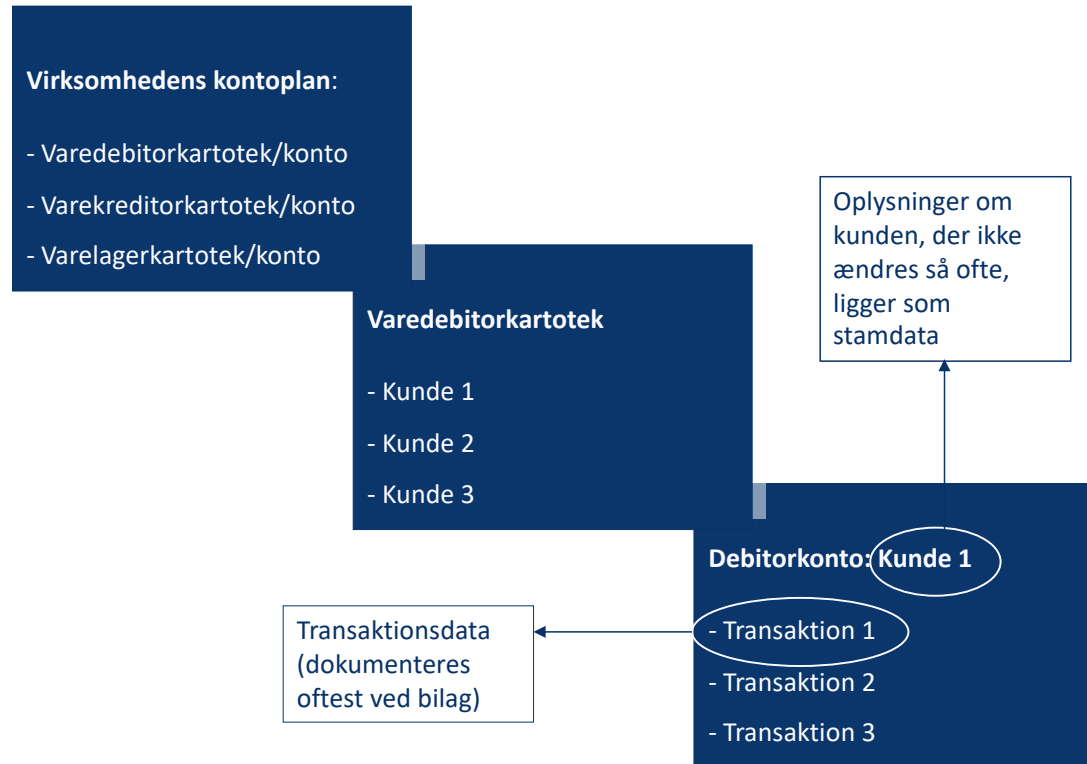 Virksomhedens kontoplan:
- Varedebitorkartotek/konto
- Varekreditorkartotek/konto
- Varelagerkartotek/konto
Oplysninger om
kunden, der ikke
ændres så ofte,
ligger som
stamdata
Varedebitorkartotek
- Kunde 1
- Kunde 2
- Kunde 3
Debitorkonto: Kunde 1
- Transaktion 1
- Transaktion 2
- Transaktion 3
Transaktionsdata
(dokumenteres
oftest ved bilag)